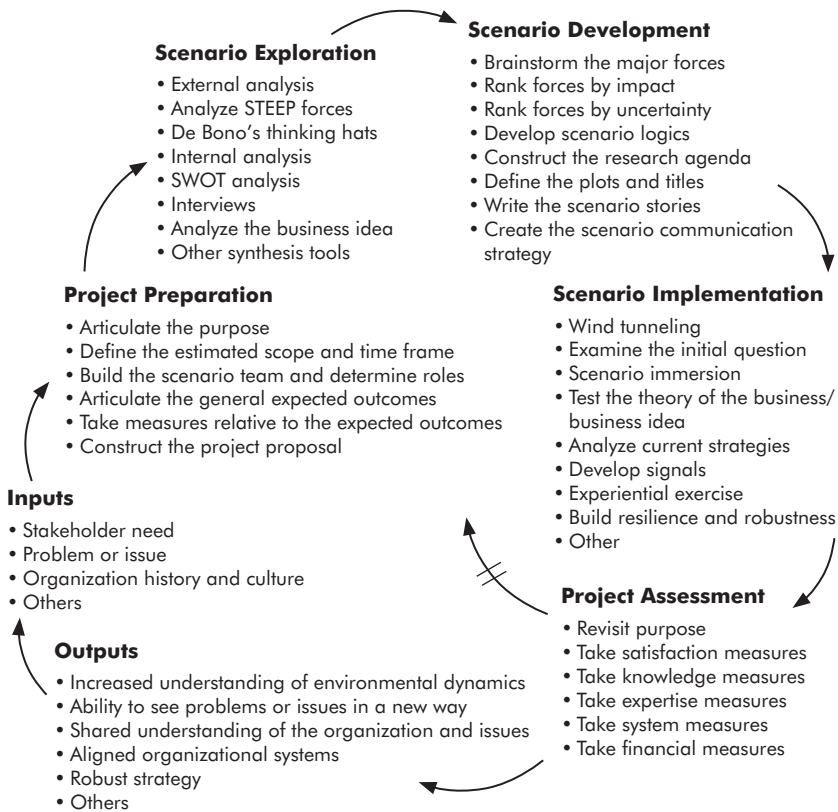 Scenario Exploration
• External analysis
• Analyze STEEP forces
• De Bono's thinking hats
• Internal analysis
• SWOT analysis
• Interviews
• Analyze the business idea
• Other synthesis tools
Scenario Development
• Brainstorm the major forces
• Rank forces by impact
• Rank forces by uncertainty
• Develop scenario logics
• Construct the research agenda
• Define the plots and titles
• Write the scenario stories
• Create the scenario communication
strategy
Project Preparation
• Articulate the purpose
• Define the estimated scope and time frame
• Build the scenario team and determine roles
• Articulate the general expected outcomes
• Take measures relative to the expected outcomes
• Construct the project proposal
Scenario Implementation
• Wind tunneling
• Examine the initial question
• Scenario immersion
• Test the theory of the business/
business idea
• Analyze current strategies
• Develop signals
• Experiential exercise
• Build resilience and robustness
• Other
Inputs
• Stakeholder need
• Problem or issue
• Organization history and culture
• Others
Project Assessment
• Revisit purpose
• Take satisfaction measures
• Take knowledge measures
• Take expertise measures
• Take system measures
• Take financial measures
Outputs
• Increased understanding of environmental dynamics
• Ability to see problems or issues in a new way
• Shared understanding of the organization and issues
• Aligned organizational systems
• Robust strategy
• Others